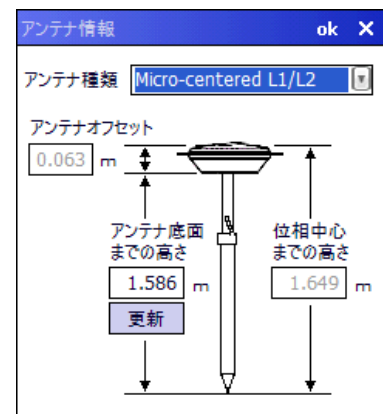 アンテナ情報 ok ×
アンテナ種類 Micro-centered L1/L2
アンテナオフセット
0.063 m
アンテナ底面
までの高さ
1.586 m
更新
位相中心
までの高さ
1.649 m